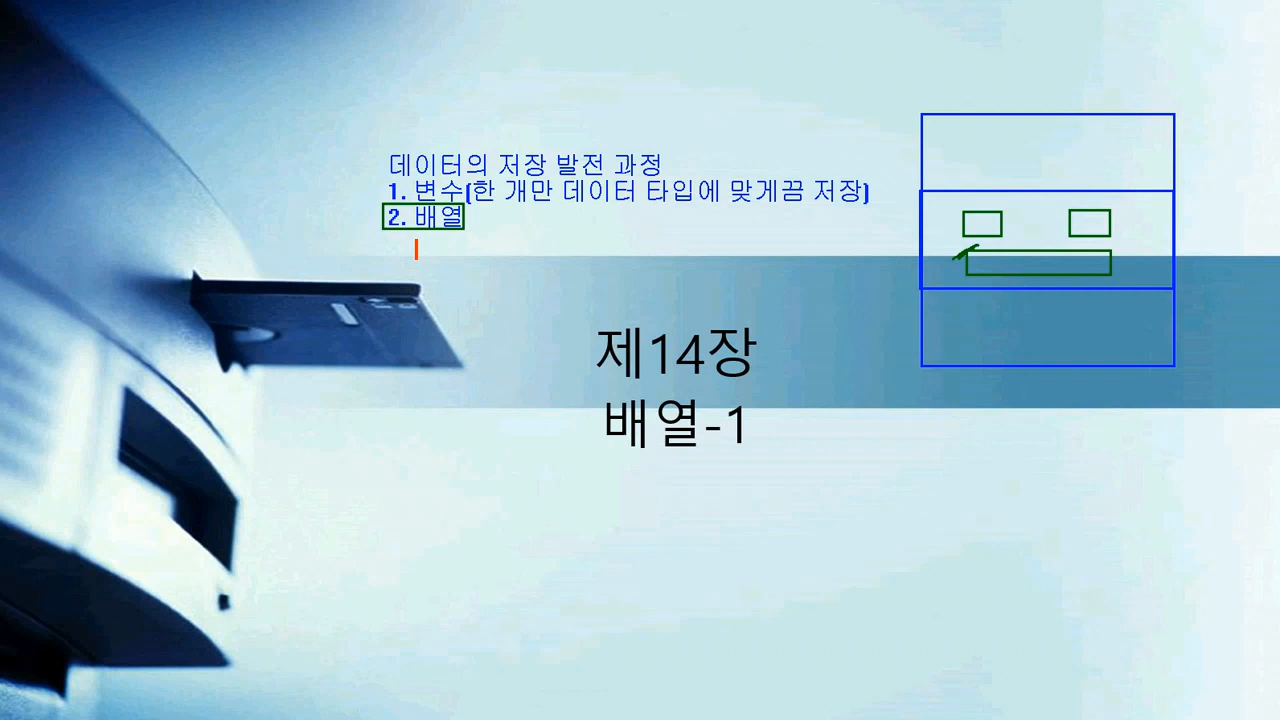 데이터의 저장 발전 과정
1. 변수(한 개만 데이터 타입에 맞게끔 저장)
2. 배열
제14장
배열-1